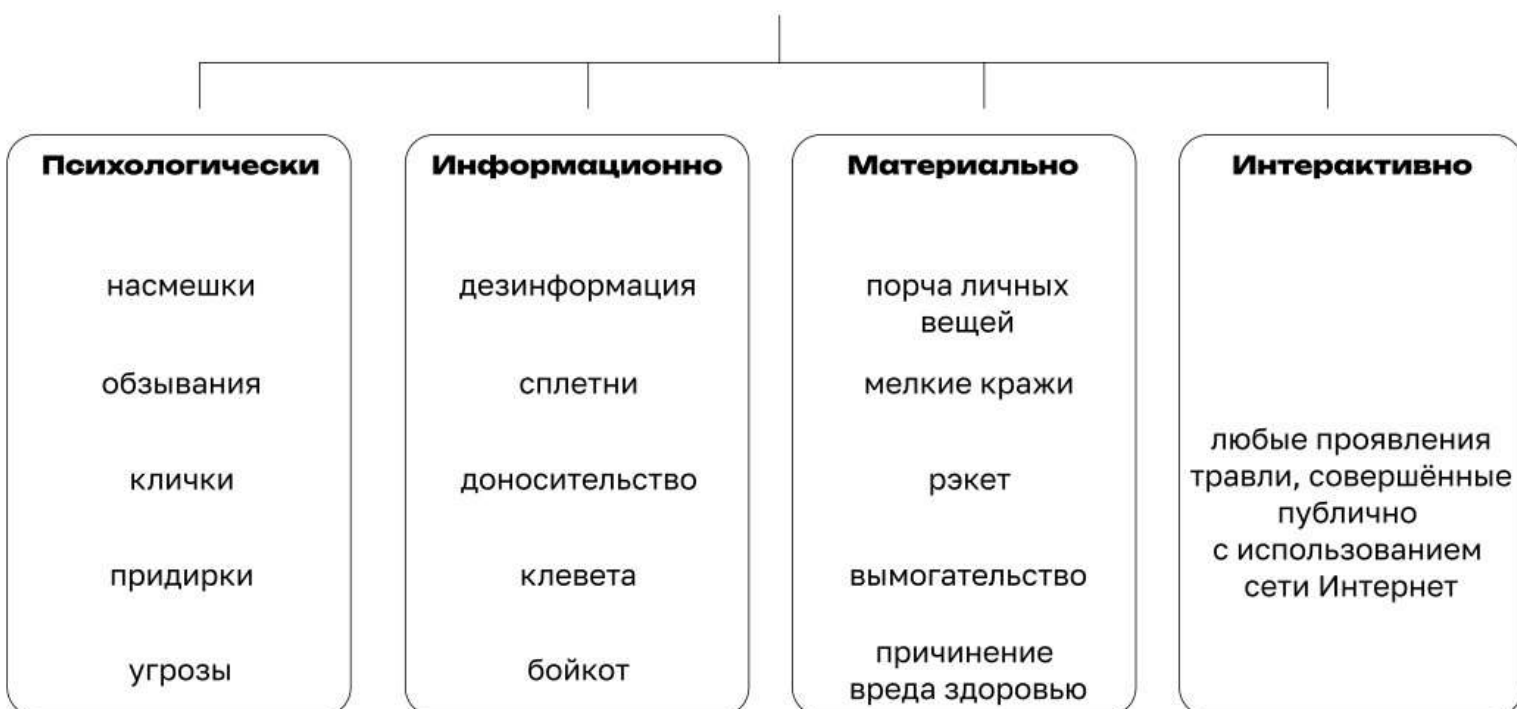 Психологически
насмешки
обзывания
клички
придирки
угрозы
Информационно
дезинформация
сплетни
доносительство
клевета
бойкот
Материально
порча личных
вещей
мелкие кражи
рэкет
вымогательство
причинение
вреда здоровью
Интерактивно
любые проявления
травли, совершённые
публично
с использованием
сети Интернет